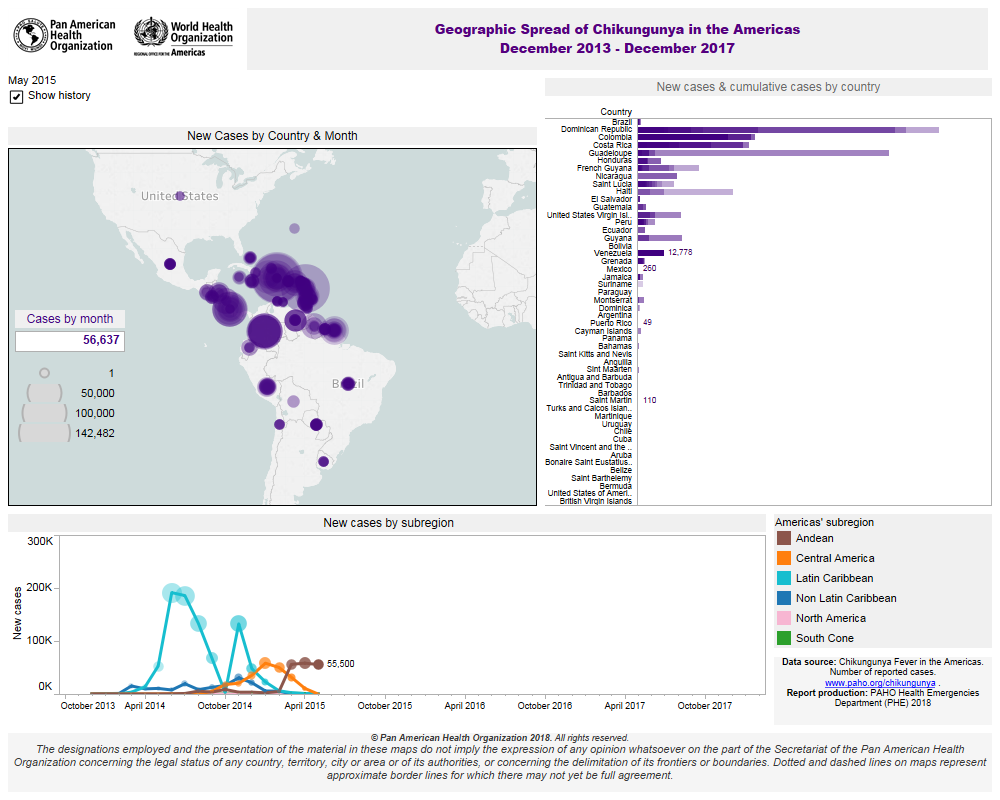 Pan American
Health
Organization
World Health
Organization
REGIONAL OFFICE FOR THE Americas
Geographic Spread of Chikungunya in the Americas
December 2013 - December 2017
May 2015
Show history
New cases & cumulative cases by country
New Cases by Country & Month
United States
Brazil
Cases by month
56,637
1
50,000
100,000
142,482
Country
Brazil
Dominican Republic
Colombia
Costa Rica
Guadeloupe
Honduras
French Guyana
Nicaragua
Saint Lucia
Haiti
El Salvador
Guatemala
United States Virgin Isl..
Peru
Ecuador
Guyana
Bolivia
Venezuela 12,778
Grenada
Mexico 260
Jamaica
Suriname
Paraguay
Montserrat
Dominica
Argentina
Puerto Rico 49
Cayman Islands
Panama
Bahamas
Saint Kitts and Nevis
Anguilla
Sint Maarten
Antigua and Barbuda
Trinidad and Tobago
Barbados
Saint Martin 110
Turks and Caicos Islan..
Martinique
Uruguay
Chile
Cuba
Saint Vincent and the ..
Aruba
Bonaire Saint Eustatius..
Belize
Saint Barthelemy
Bermuda
United States of Ameri..
British Virgin Islands
New cases by subregion
New cases
300K
200K
100K
0K
55,500
October 2013
April 2014
October 2014
April 2015
October 2015
April 2016
October 2016
April 2017
October 2017
Americas' subregion
Andean
Central America
Latin Caribbean
Non Latin Caribbean
North America
South Cone
Data source: Chikungunya Fever in the Americas.
Number of reported cases.
www.paho.org/chikungunya .
Report production: PAHO Health Emergencies
Department (PHE) 2018
© Pan American Health Organization 2018. All rights reserved.
The designations employed and the presentation of the material in these maps do not imply the expression of any opinion whatsoever on the part of the Secretariat of the Pan American Health
Organization concerning the legal status of any country, territory, city or area or of its authorities, or concerning the delimitation of its frontiers or boundaries. Dotted and dashed lines on maps represent
approximate border lines for which there may not yet be full agreement.